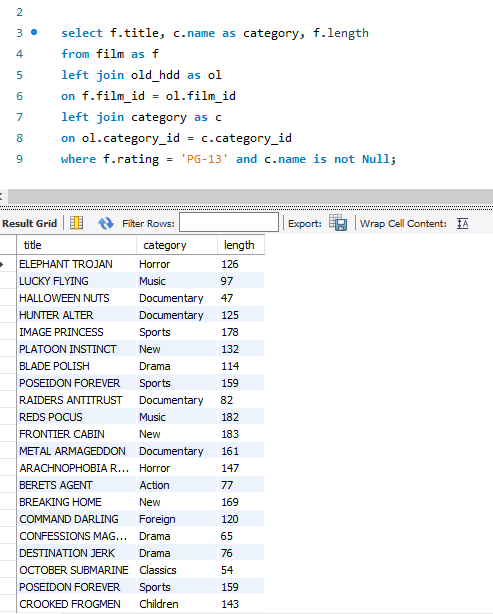 2
3 select f.title, c.name as category, f.length
4 from film as f
5 left join old_hdd as ol
6 on f.film_id = ol.film_id
7 left join category as c
8 on ol.category_id = c.category_id
9 where f.rating = 'PG-13' and c.name is not Null;
Result Grid Filter Rows: Export: Wrap Cell Content: IA
title category length
ELEPHANT TROJAN Horror 126
LUCKY FLYING Music 97
HALLOWEEN NUTS Documentary 47
HUNTER ALTER Documentary 125
IMAGE PRINCESS Sports 178
PLATOON INSTINCT New 132
BLADE POLISH Drama 114
POSEIDON FOREVER Sports 159
RAIDERS ANTITRUST Documentary 82
REDS POCUS Music 182
FRONTIER CABIN New 183
METAL ARMAGEDDON Documentary 161
ARACHNOPHOBIA R... Horror 147
BERETS AGENT Action 77
BREAKING HOME New 169
COMMAND DARLING Foreign 120
CONFESSIONS MAG... Drama 65
DESTINATION JERK Drama 76
OCTOBER SUBMARINE Classics 54
POSEIDON FOREVER Sports 159
CROOKED FROGMEN Children 143